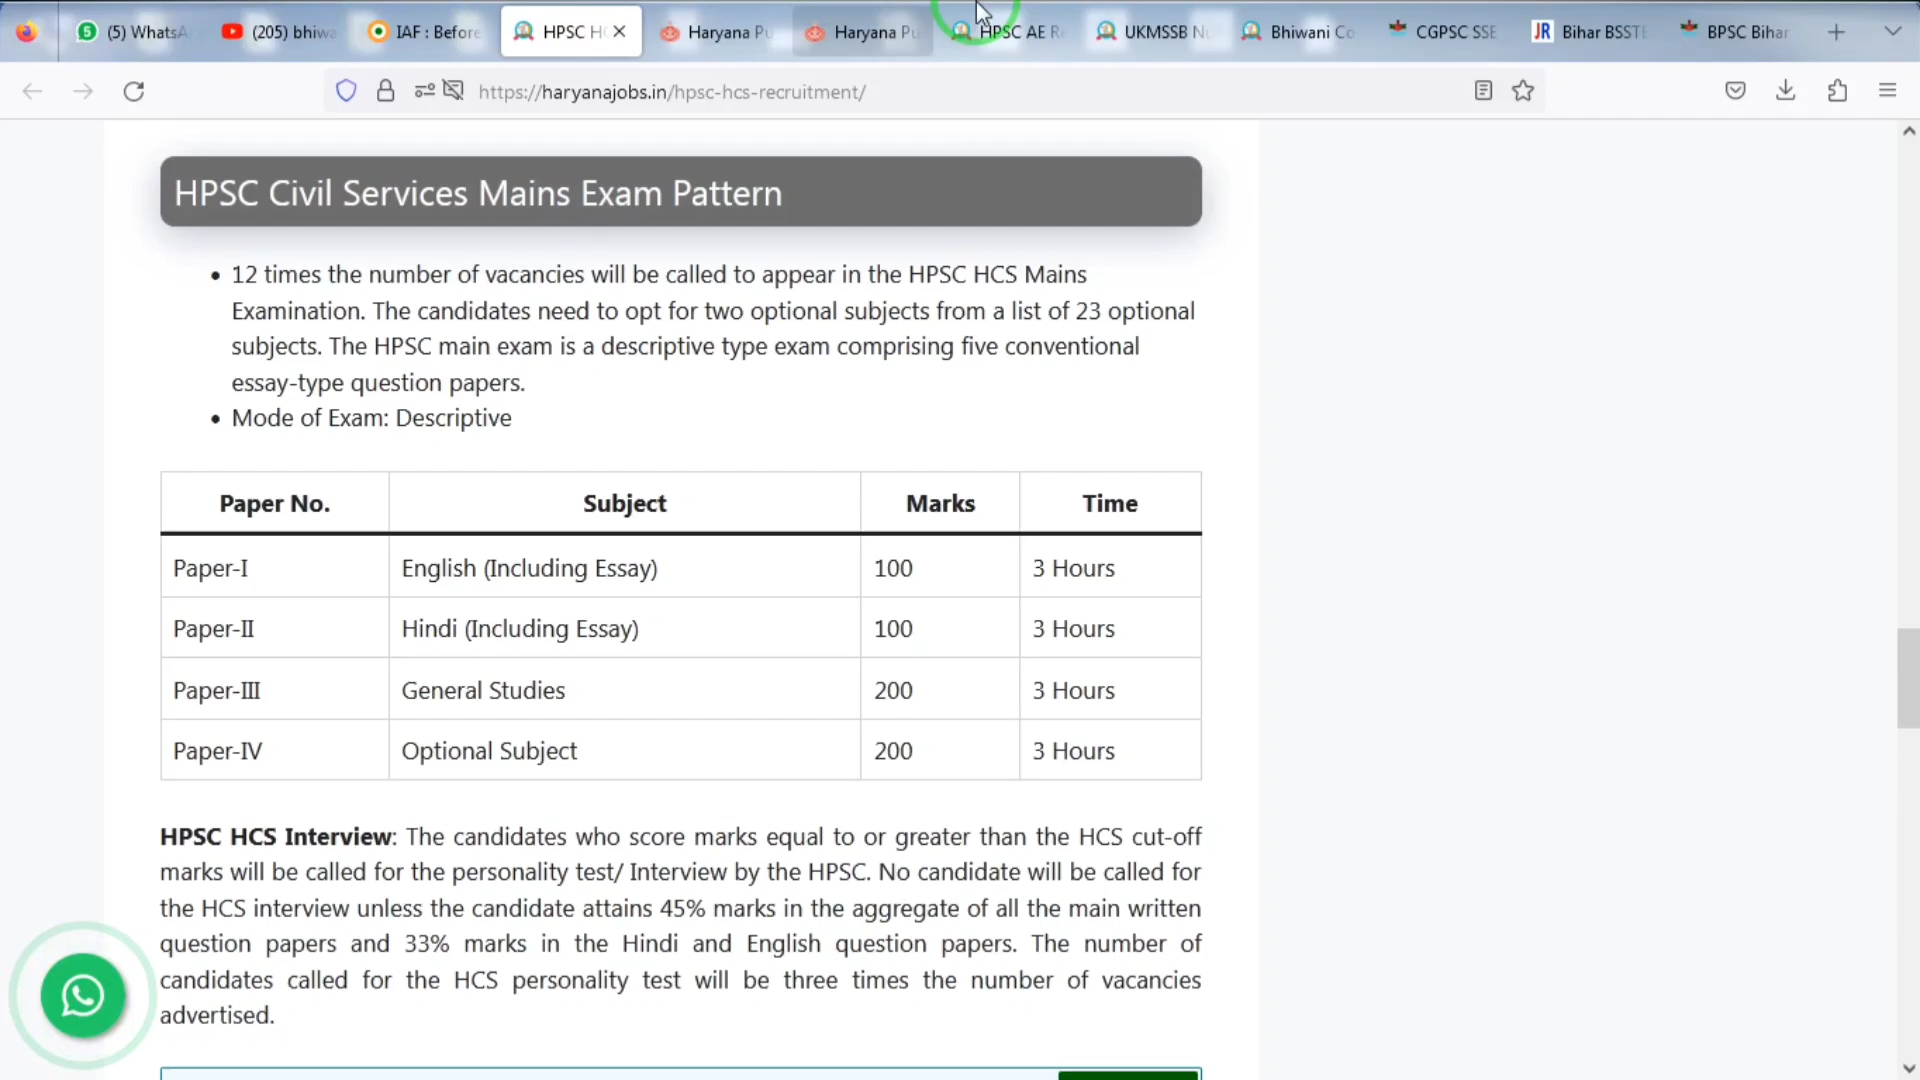 (5) WhatsA
(205) bhiwa
IAF : Before
HPSC HC
Haryana Pu
Haryana Pu
HPSC AE Re
UKMSSB Nu
Bhiwani Co
CGPSC SSE
JR Bihar BSSTE
BPSC Bihar
https://haryanajobs.in/hpsc-hcs-recruitment/
HPSC Civil Services Mains Exam Pattern
• 12 times the number of vacancies will be called to appear in the HPSC HCS Mains
Examination. The candidates need to opt for two optional subjects from a list of 23 optional
subjects. The HPSC main exam is a descriptive type exam comprising five conventional
essay-type question papers.
• Mode of Exam: Descriptive
Paper No. Subject Marks Time
Paper-I English (Including Essay) 100 3 Hours
Paper-II Hindi (Including Essay) 100 3 Hours
Paper-III General Studies 200 3 Hours
Paper-IV Optional Subject 200 3 Hours
HPSC HCS Interview: The candidates who score marks equal to or greater than the HCS cut-off
marks will be called for the personality test/ Interview by the HPSC. No candidate will be called for
the HCS interview unless the candidate attains 45% marks in the aggregate of all the main written
question papers and 33% marks in the Hindi and English question papers. The number of
candidates called for the HCS personality test will be three times the number of vacancies
advertised.